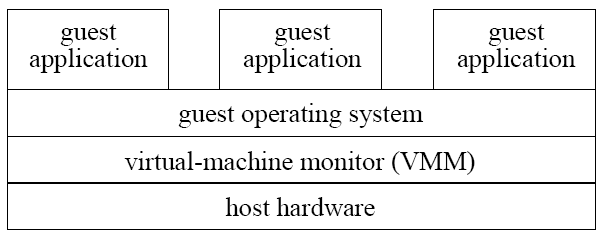 guest
application
guest
application
guest
application
guest operating system
virtual-machine monitor (VMM)
host hardware